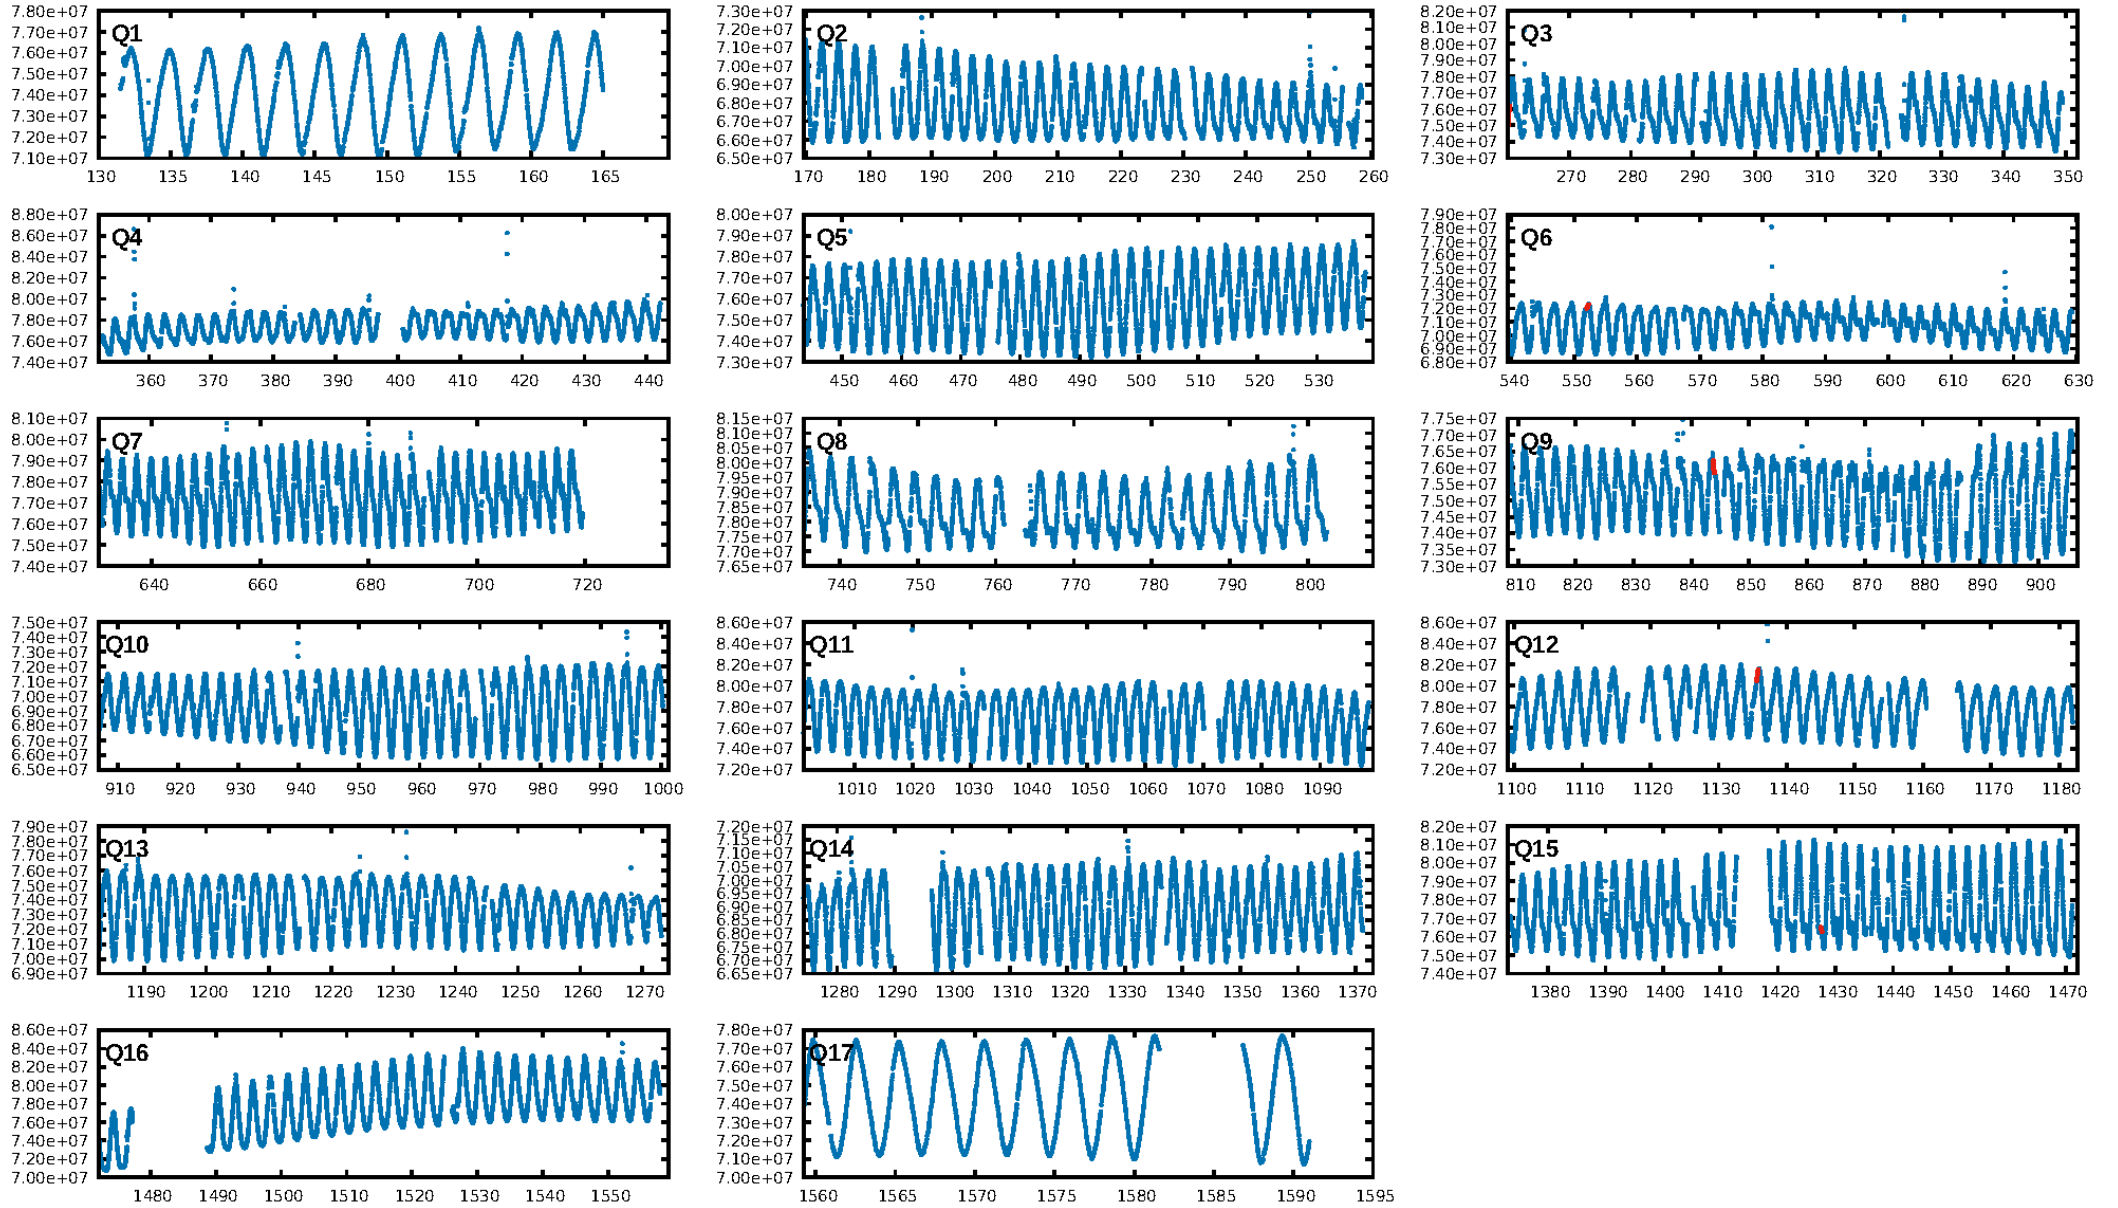 7.80e+07 7.70e+07 7.60e+07 7.50e+07 7.40e+07 7.30e+07 7.20e+07 7.10e+07
Q1
130 135 140 145 150 155 160 165
7.30e+07 7.20e+07 7.10e+07 7.00e+07 6.90e+07 6.80e+07 6.70e+07 6.60e+07 6.50e+07
Q2
170 180 190 200 210 220 230 240 250 260
8.20e+07 8.10e+07 8.00e+07 7.90e+07 7.80e+07 7.70e+07 7.60e+07 7.50e+07 7.40e+07 7.30e+07
Q3
270 280 290 300 310 320 330 340 350
8.80e+07 8.60e+07 8.40e+07 8.20e+07 8.00e+07 7.80e+07 7.60e+07 7.40e+07
Q4
360 370 380 390 400 410 420 430 440
8.00e+07 7.90e+07 7.80e+07 7.70e+07 7.60e+07 7.50e+07 7.40e+07 7.30e+07
Q5
450 460 470 480 490 500 510 520 530
7.90e+07 7.80e+07 7.70e+07 7.60e+07 7.50e+07 7.40e+07 7.30e+07 7.20e+07 7.10e+07 7.00e+07 6.90e+07 6.80e+07
Q6
540 550 560 570 580 590 600 610 620 630
8.10e+07 8.00e+07 7.90e+07 7.80e+07 7.70e+07 7.60e+07 7.50e+07 7.40e+07
Q7
640 660 680 700 720
8.15e+07 8.10e+07 8.05e+07 8.00e+07 7.95e+07 7.90e+07 7.85e+07 7.80e+07 7.75e+07 7.70e+07 7.65e+07
Q8
740 750 760 770 780 790 800
7.75e+07 7.70e+07 7.65e+07 7.60e+07 7.55e+07 7.50e+07 7.45e+07 7.40e+07 7.35e+07 7.30e+07
Q9
810 820 830 840 850 860 870 880 890 900
7.50e+07 7.40e+07 7.30e+07 7.20e+07 7.10e+07 7.00e+07 6.90e+07 6.80e+07 6.70e+07 6.60e+07 6.50e+07
Q10
910 920 930 940 950 960 970 980 990 1000
8.60e+07 8.40e+07 8.20e+07 8.00e+07 7.80e+07 7.60e+07 7.40e+07 7.20e+07
Q11
1010 1020 1030 1040 1050 1060 1070 1080 1090
8.60e+07 8.40e+07 8.20e+07 8.00e+07 7.80e+07 7.60e+07 7.40e+07 7.20e+07
Q12
1100 1110 1120 1130 1140 1150 1160 1170 1180
7.90e+07 7.80e+07 7.70e+07 7.60e+07 7.50e+07 7.40e+07 7.30e+07 7.20e+07 7.10e+07 7.00e+07 6.90e+07
Q13
1190 1200 1210 1220 1230 1240 1250 1260 1270
7.20e+07 7.15e+07 7.10e+07 7.05e+07 7.00e+07 6.95e+07 6.90e+07 6.85e+07 6.80e+07 6.75e+07 6.70e+07 6.65e+07
Q14
1280 1290 1300 1310 1320 1330 1340 1350 1360 1370
8.20e+07 8.10e+07 8.00e+07 7.90e+07 7.80e+07 7.70e+07 7.60e+07 7.50e+07 7.40e+07
Q15
1380 1390 1400 1410 1420 1430 1440 1450 1460 1470
8.60e+07 8.40e+07 8.20e+07 8.00e+07 7.80e+07 7.60e+07 7.40e+07 7.20e+07 7.00e+07
Q16
1480 1490 1500 1510 1520 1530 1540 1550
7.80e+07 7.70e+07 7.60e+07 7.50e+07 7.40e+07 7.30e+07 7.20e+07 7.10e+07 7.00e+07
Q17
1560 1565 1570 1575 1580 1585 1590 1595